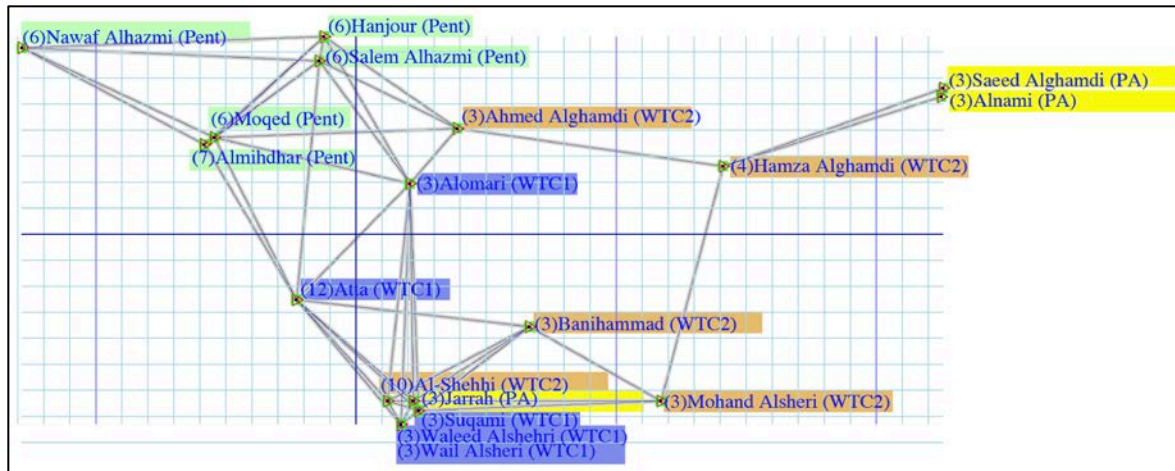 (6)Hanjour (Pent)
(6)Nawaf Alhazmi (Pent)
(6)Salem Alhazmi (Pent)
(3)Saeed Alghamdi (PA)
(3)Alnami (PA)
(6)Moqed (Pent)
(3)Ahmed Alghamdi (WTC2)
(7)Almihdhar (Pent)
(4)Hamza Alghamdi (WTC2)
(3)Alomari (WTC1)
(12)Atta (WTC1)
(3)Banihammad (WTC2)
(10)Al-Shehhi (WTC2)
(3)Jarrah (PA)
(3)Mohand Alsheri (WTC2)
(3)Suqami (WTC1)
(3)Waleed Alshehri (WTC1)
(3)Wail Alsheri (WTC1)